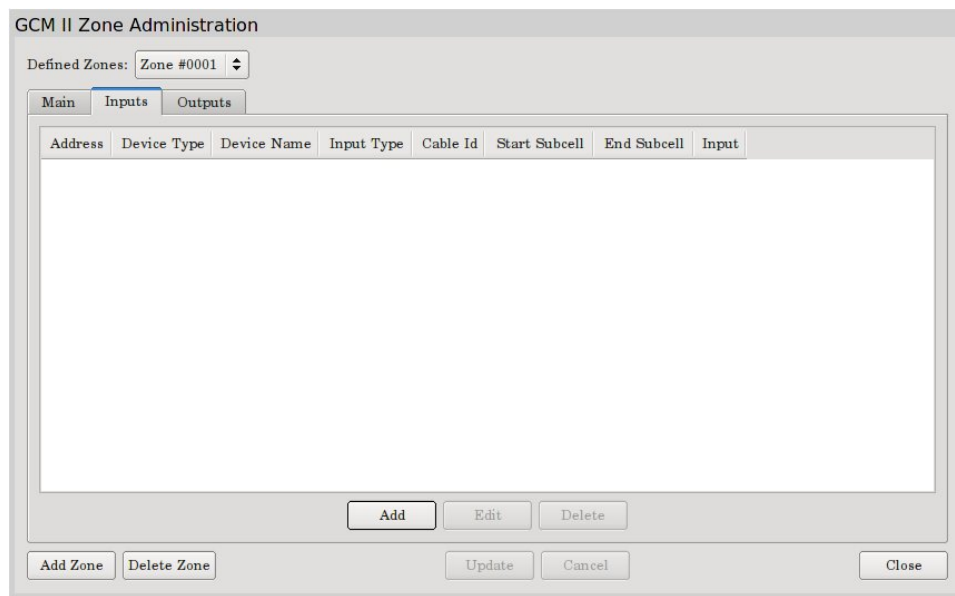 GCM II Zone Administration
Defined Zones: Zone #0001
Main Inputs Outputs
Address Device Type Device Name Input Type Cable Id Start Subcell End Subcell Input
Add Edit Delete
Add Zone Delete Zone Update Cancel Close